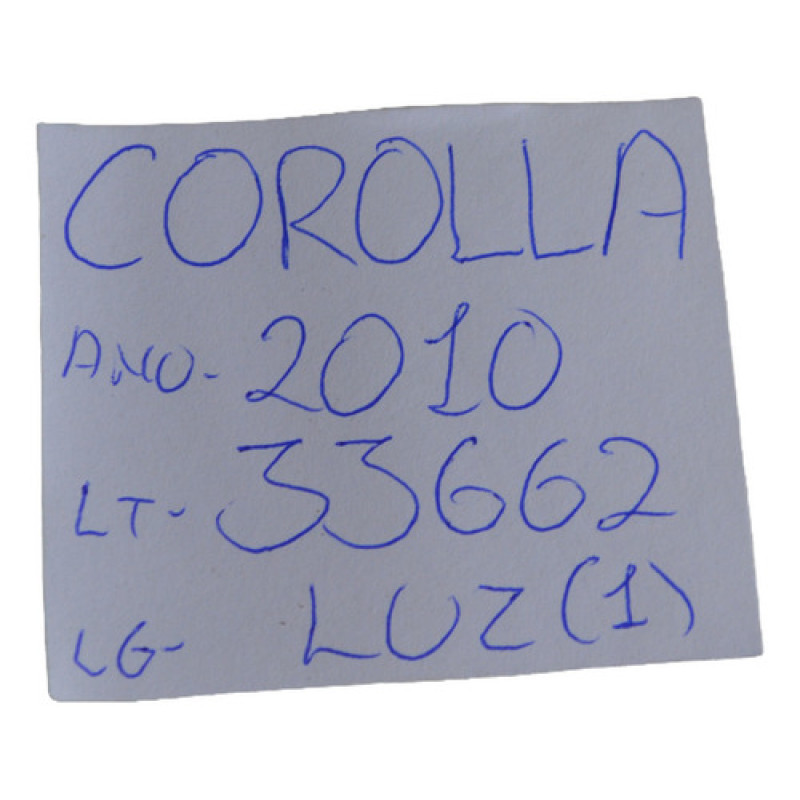 COROLLA
ANO- 2010
LT- 33662
LG- LUZ (1)